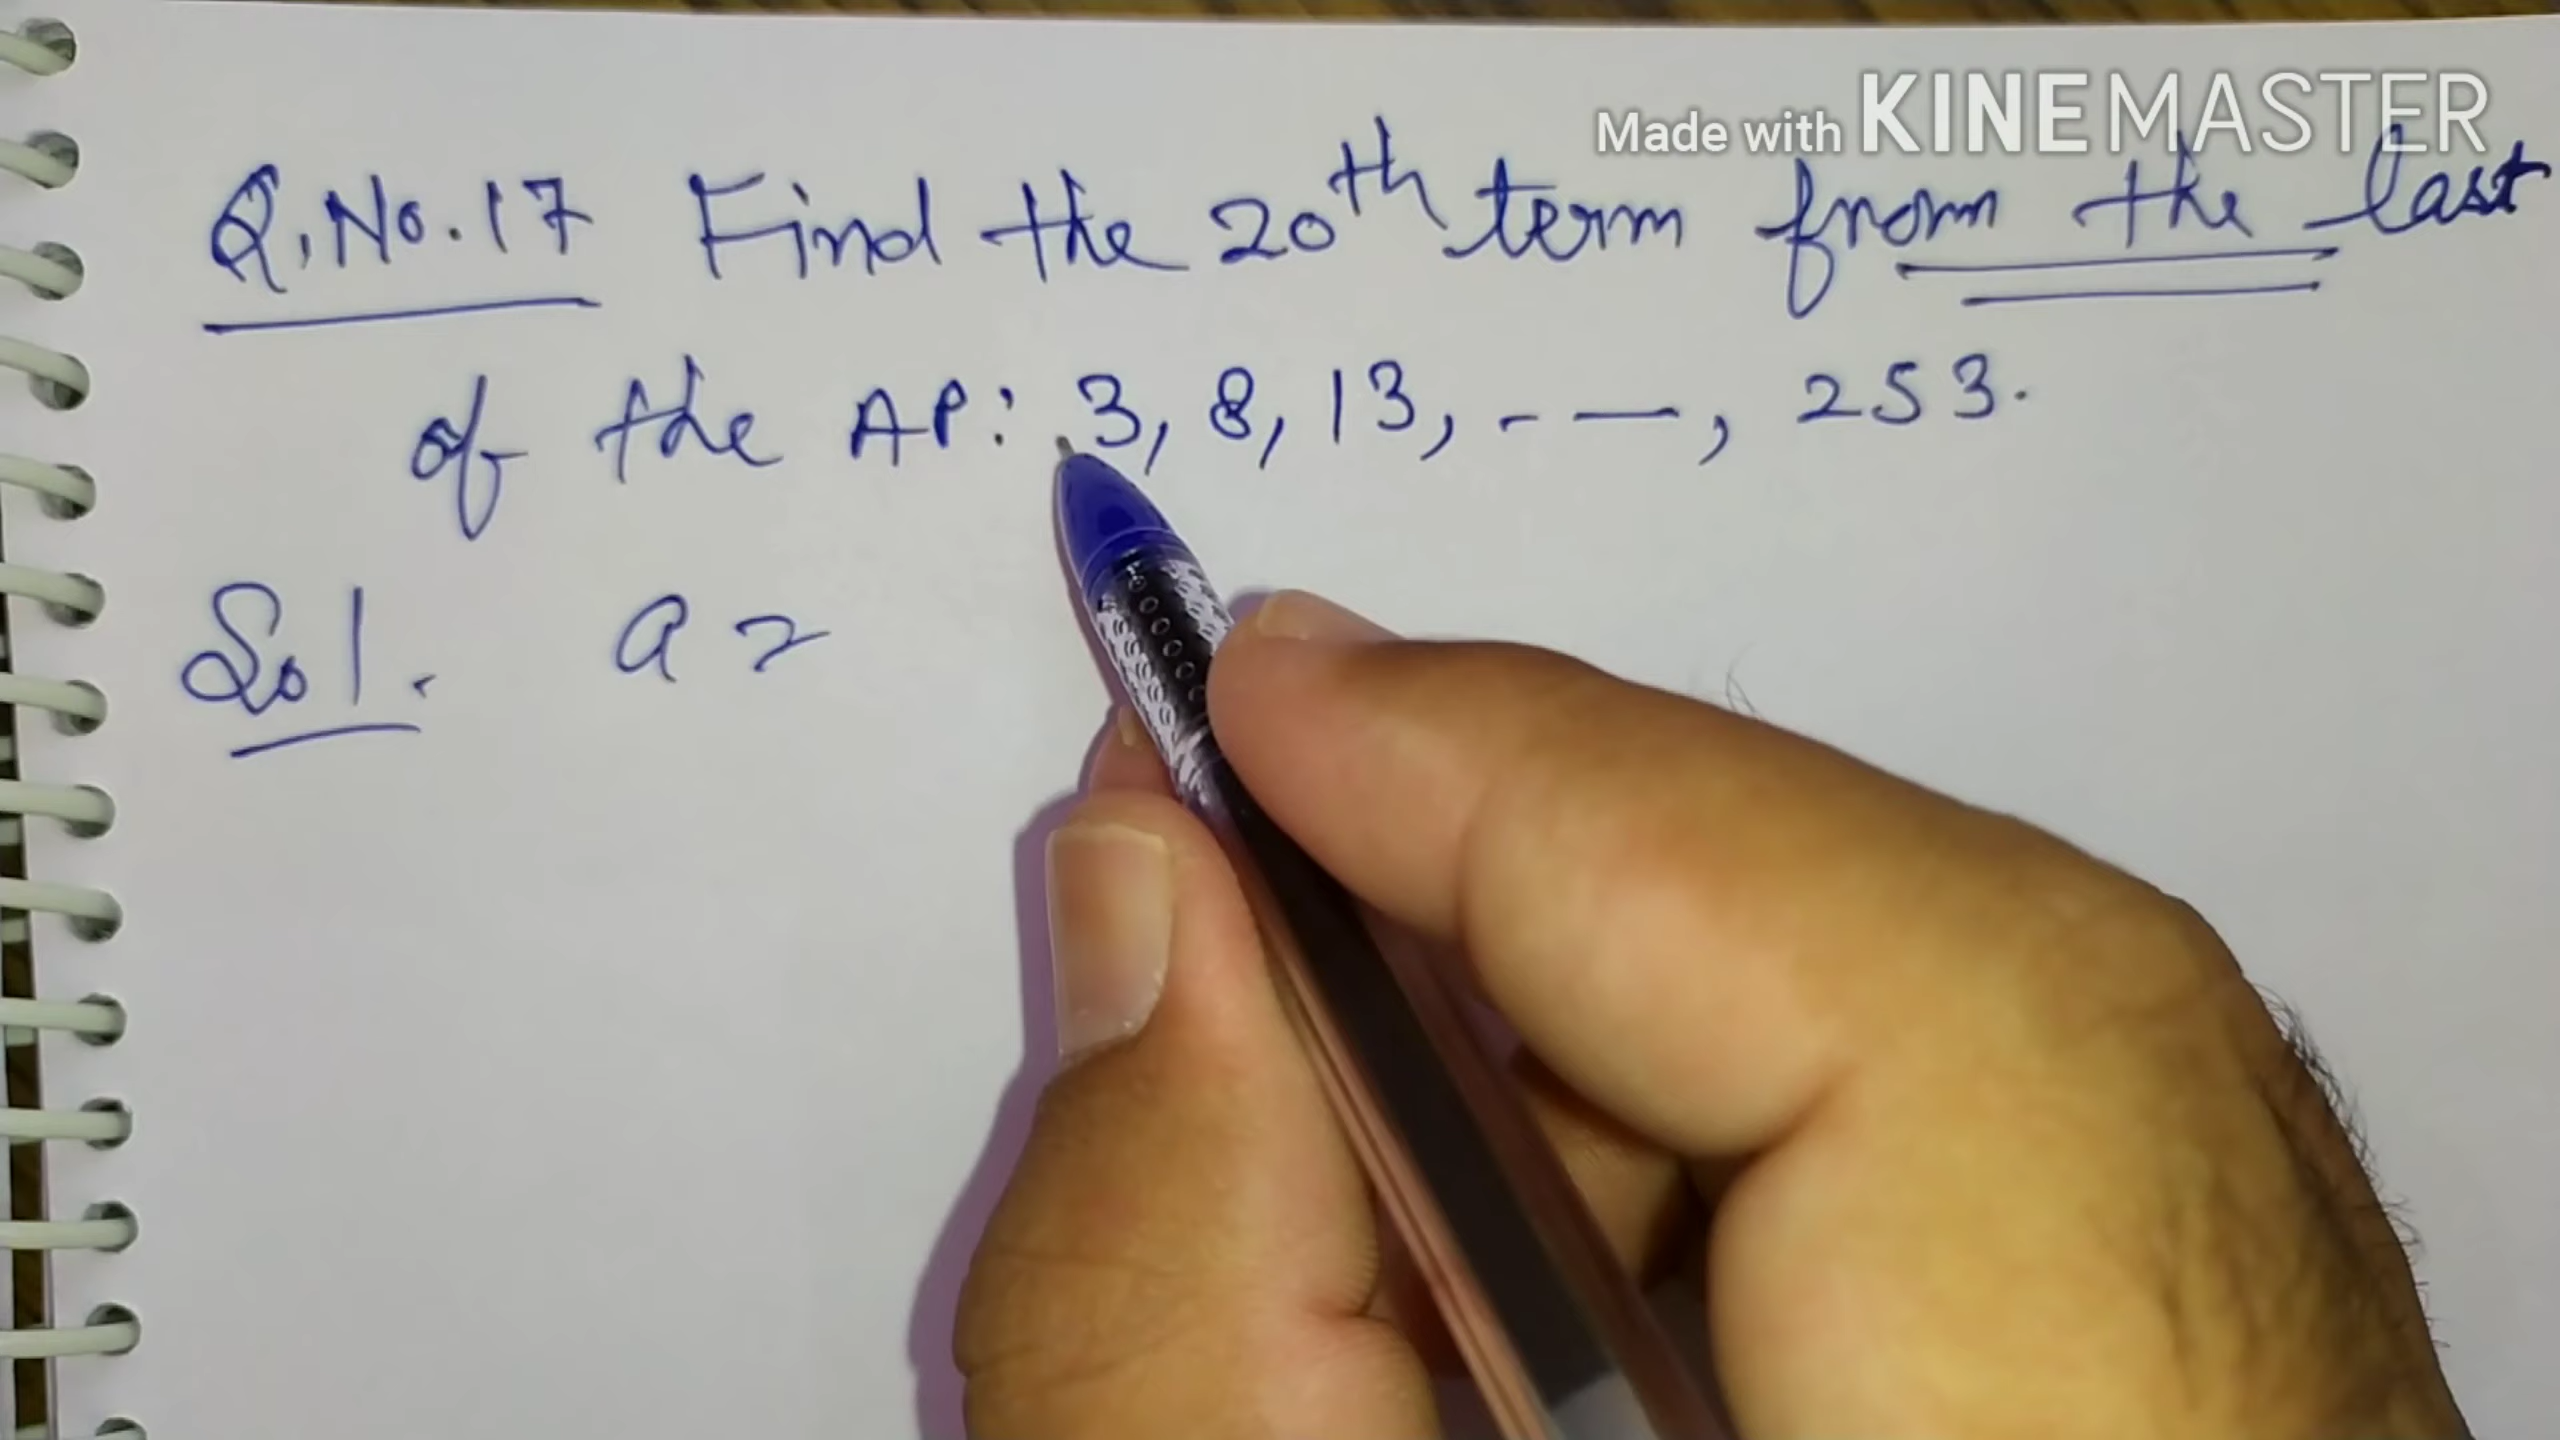 Made with KINEMASTER
Q.No.17 Find the 20th term from the last
of the AP: 3, 8, 13, - —, 253.
Sol. a =